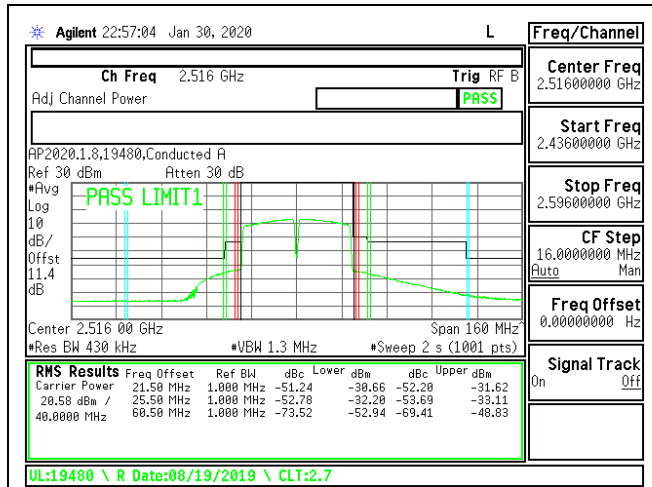 Agilent 22:57:04 Jan 30, 2020 L
Ch Freq 2.516 GHz Trig RF B
Adj Channel Power PASS
AP2020.1.8,19480,Conducted A
Ref 30 dBm Atten 30 dB
#Avg
Log
10
dB/
Offst
11.4
dB
PASS LIMIT1
Center 2.516 00 GHz Span 160 MHz^
#Res BW 430 kHz #VBW 1.3 MHz #Sweep 2 s (1001 pts)
RMS Results Freq Offset Ref BW dBc Lower dBm dBc Upper dBm
Carrier Power 21.50 MHz 1.000 MHz -51.24 -30.66 -52.20 -31.62
20.58 dBm / 25.50 MHz 1.000 MHz -52.78 -32.20 -53.69 -33.11
40.0000 MHz 60.50 MHz 1.000 MHz -73.52 -52.94 -69.41 -48.83
UL:19480 \ R Date:08/19/2019 \ CLT:2.7
Freq/Channel
Center Freq
2.51600000 GHz
Start Freq
2.43600000 GHz
Stop Freq
2.59600000 GHz
CF Step
16.0000000 MHz
Auto Man
Freq Offset
0.00000000 Hz
Signal Track
On Off